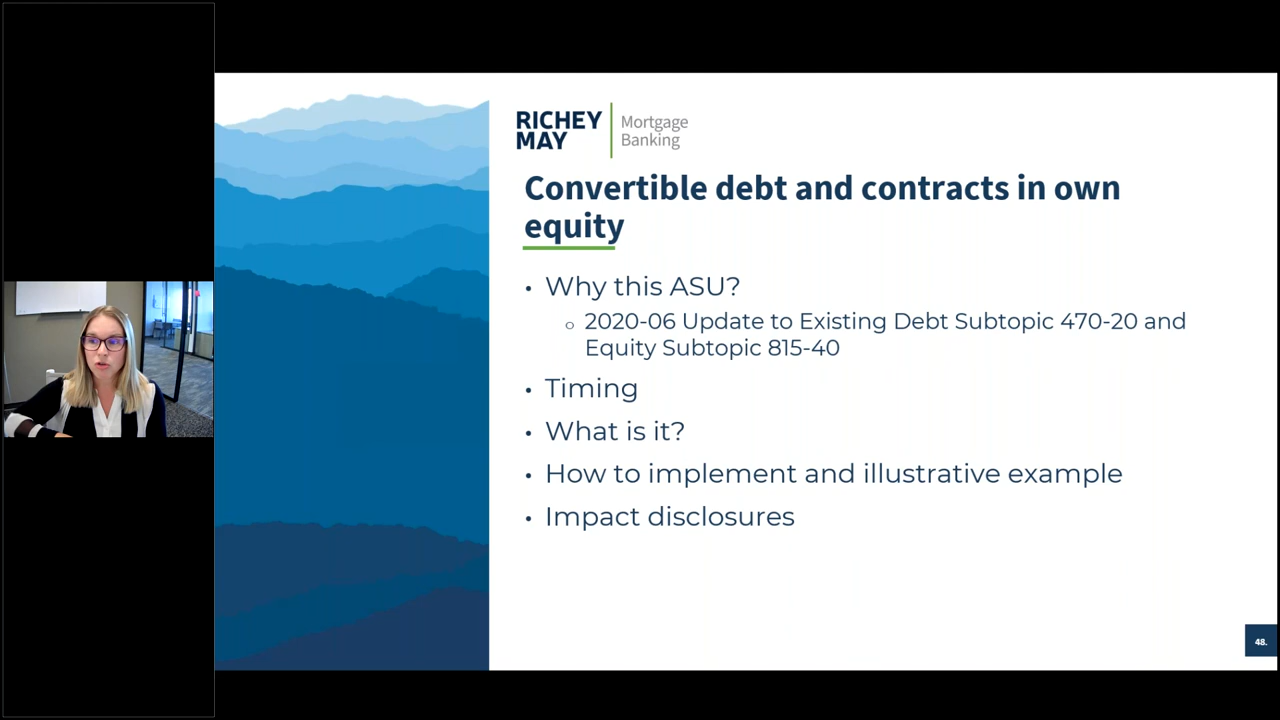 RICHEY
MAY
Mortgage
Banking
Convertible debt and contracts in own
equity
• Why this ASU?
o 2020-06 Update to Existing Debt Subtopic 470-20 and
Equity Subtopic 815-40
• Timing
• What is it?
• How to implement and illustrative example
• Impact disclosures
48.